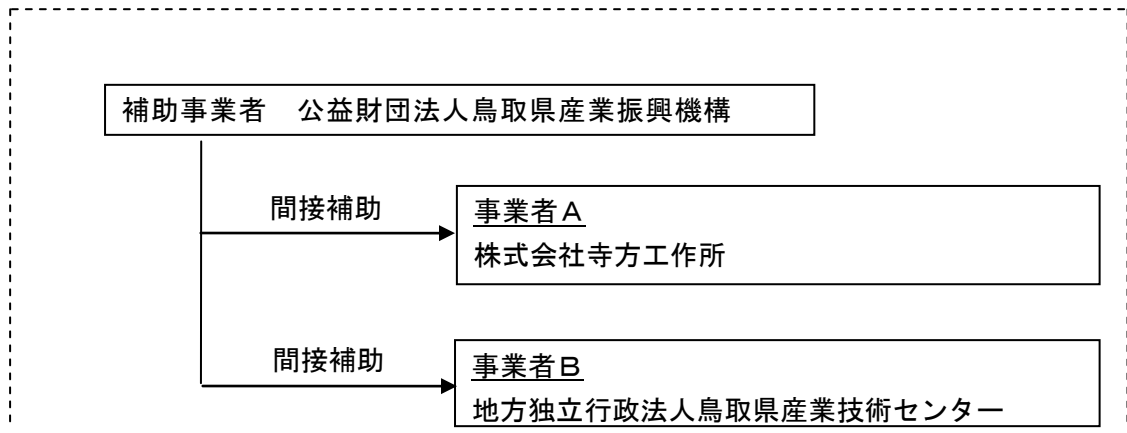 補助事業者　公益財団法人鳥取県産業振興機構
間接補助
事業者Ａ
株式会社寺方工作所
間接補助
事業者Ｂ
地方独立行政法人鳥取県産業技術センター